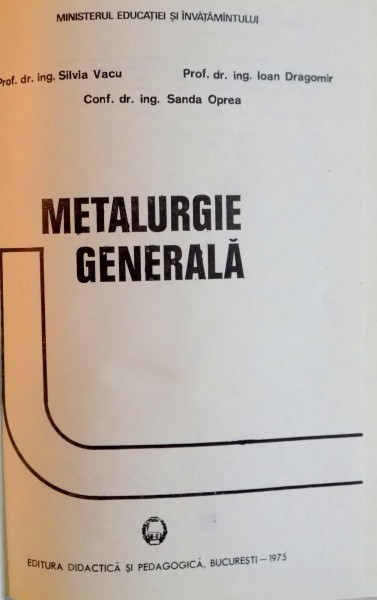 MINISTERUL EDUCAȚIEI ȘI ÎNVĂȚĂMÎNTULUI
Prof. dr. ing. Silvia Vacu Prof. dr. ing. Ioan Dragomir
Conf. dr. ing. Sanda Oprea
METALURGIE
GENERALĂ
EDITURA DIDACTICĂ ȘI PEDAGOGICĂ, BUCUREȘTI — 1975